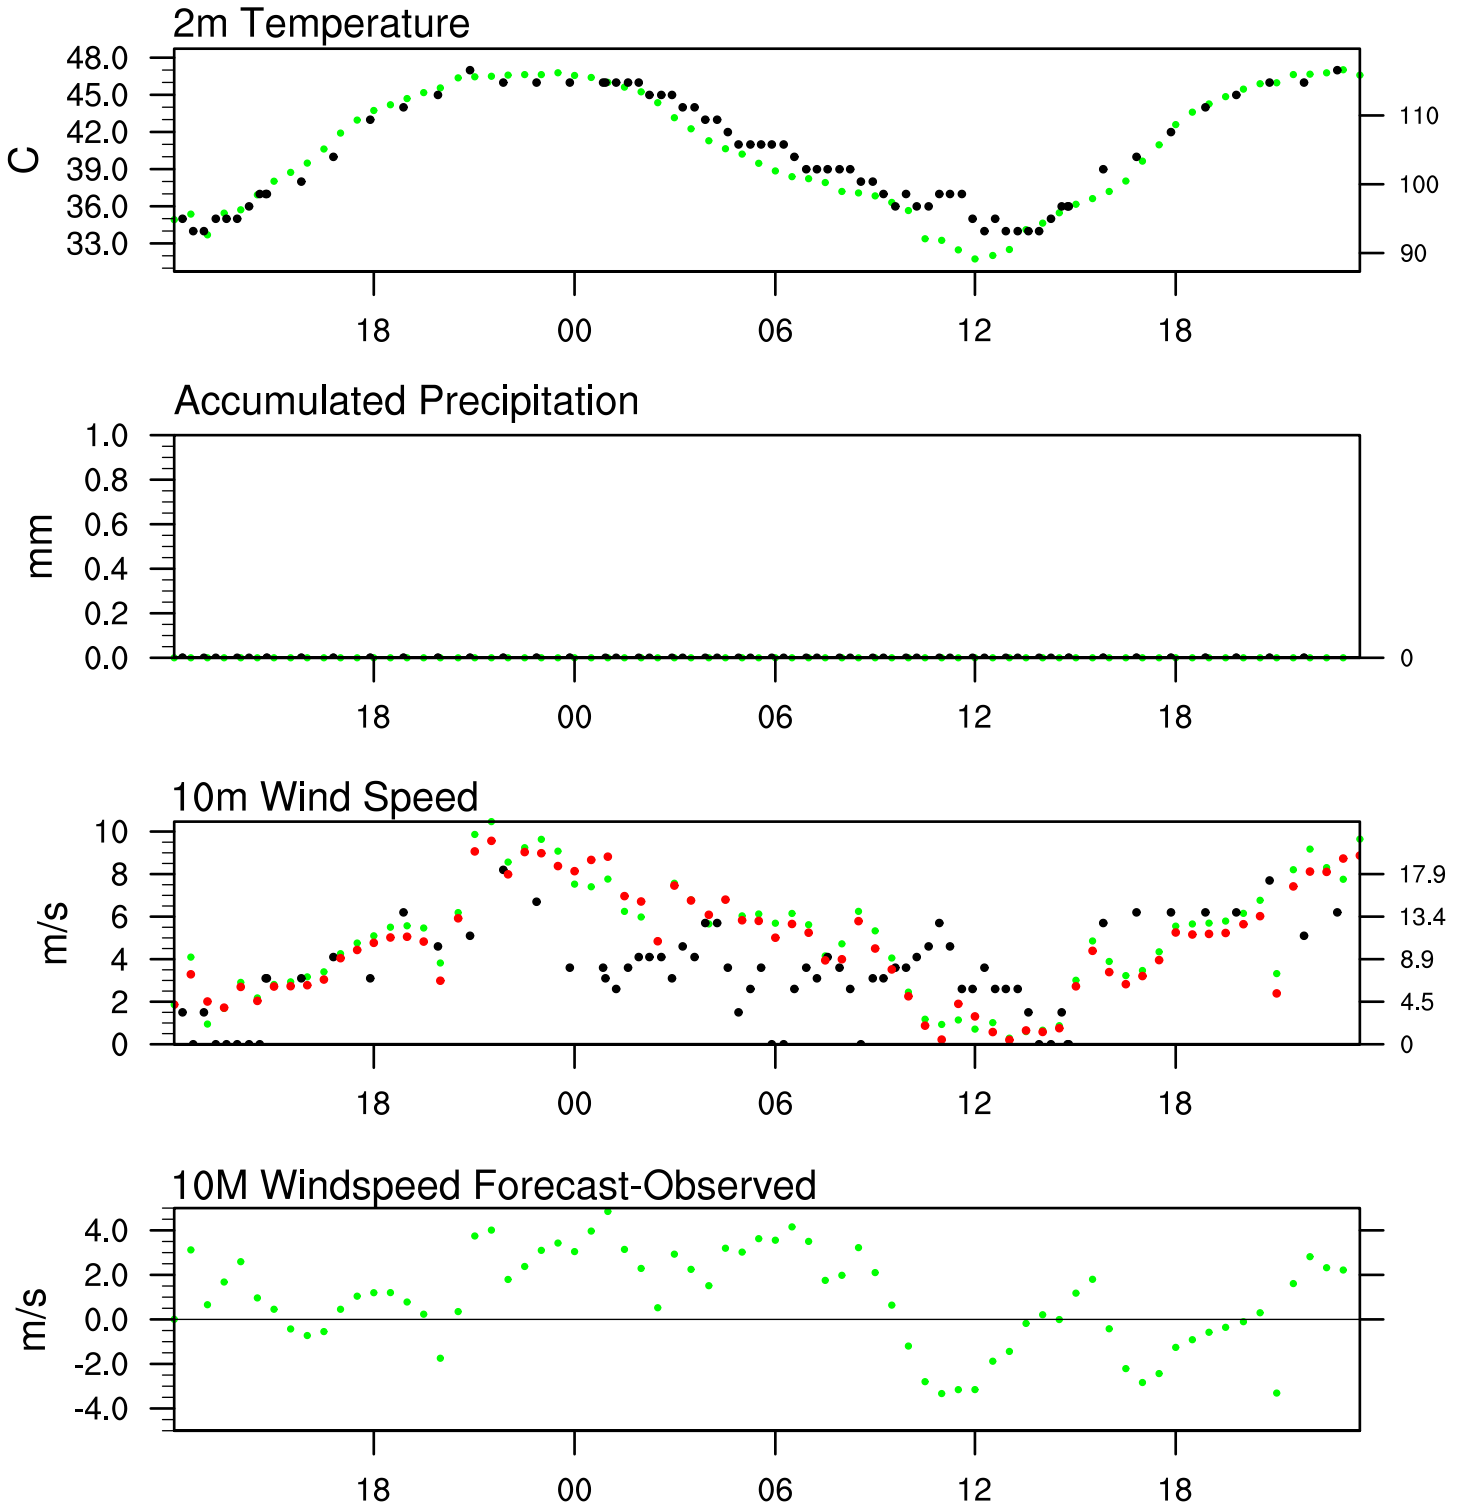 2m Temperature
48.0
45.0
42.0
39.0
36.0
33.0
C
110
100
90
18 00 06 12 18
Accumulated Precipitation
1.0
0.8
0.6
0.4
0.2
0.0
mm
0
18 00 06 12 18
10m Wind Speed
10
8
6
4
2
0
m/s
17.9
13.4
8.9
4.5
0
18 00 06 12 18
10M Windspeed Forecast-Observed
4.0
2.0
0.0
-2.0
-4.0
m/s
18 00 06 12 18